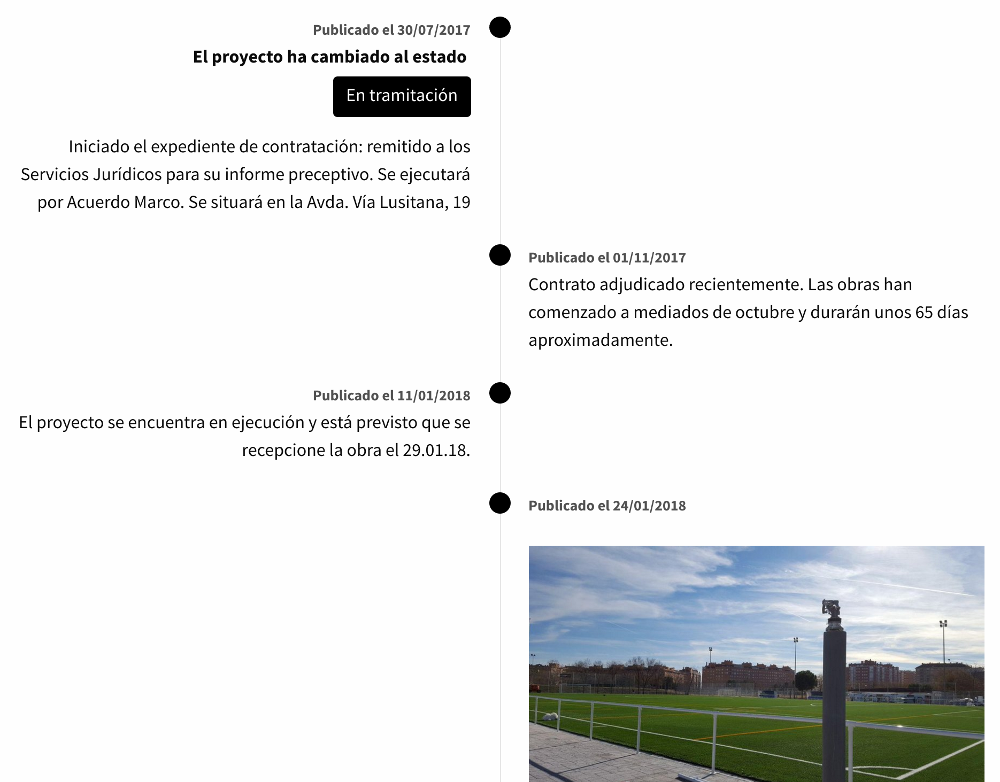 Publicado el 30/07/2017
El proyecto ha cambiado al estado
En tramitación
Iniciado el expediente de contratación: remitido a los
Servicios Jurídicos para su informe preceptivo. Se ejecutará
por Acuerdo Marco. Se situará en la Avda. Vía Lusitana, 19
Publicado el 01/11/2017
Contrato adjudicado recientemente. Las obras han
comenzado a mediados de octubre y durarán unos 65 días
aproximadamente.
Publicado el 11/01/2018
El proyecto se encuentra en ejecución y está previsto que se
recepcione la obra el 29.01.18.
Publicado el 24/01/2018